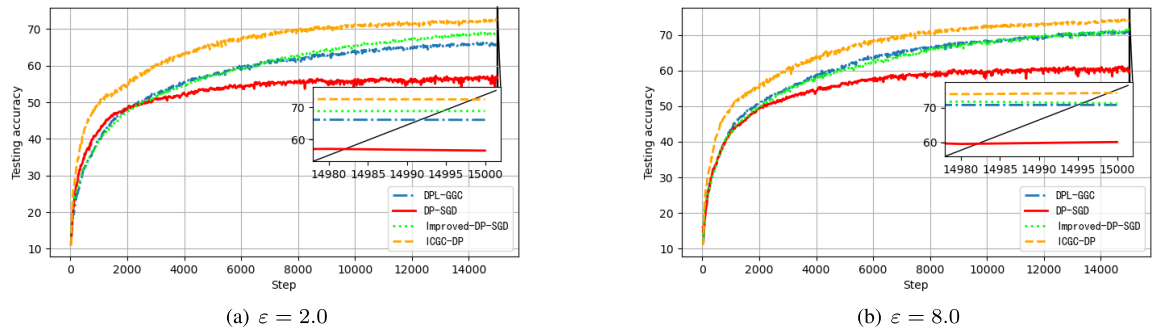 70
60
50
40
30
20
10
Testing accuracy
70
60
14980 14985 14990 14995 15000
DPL-GGC
DP-SGD
Improved-DP-SGD
ICGC-DP
0 2000 4000 6000 8000 10000 12000 14000
Step
(a) ε = 2.0
70
60
50
40
30
20
10
Testing accuracy
70
60
14980 14985 14990 14995 15000
DPL-GGC
DP-SGD
Improved-DP-SGD
ICGC-DP
0 2000 4000 6000 8000 10000 12000 14000
Step
(b) ε = 8.0